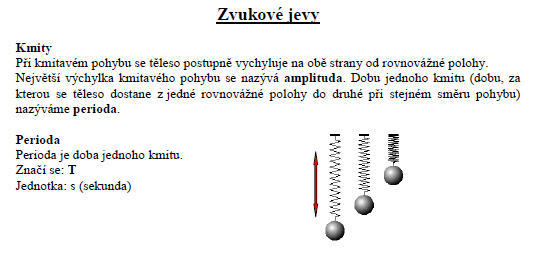 Zvukové jevy
Kmity
Při kmitavém pohybu se těleso postupně vychyluje na obě strany od rovnovážné polohy.
Největší výchylka kmitavého pohybu se nazývá amplituda. Dobu jednoho kmitu (dobu, za
kterou se těleso dostane z jedné rovnovážné polohy do druhé při stejném směru pohybu)
nazýváme perioda.
Perioda
Perioda je doba jednoho kmitu.
Značí se: T
Jednotka: s (sekunda)